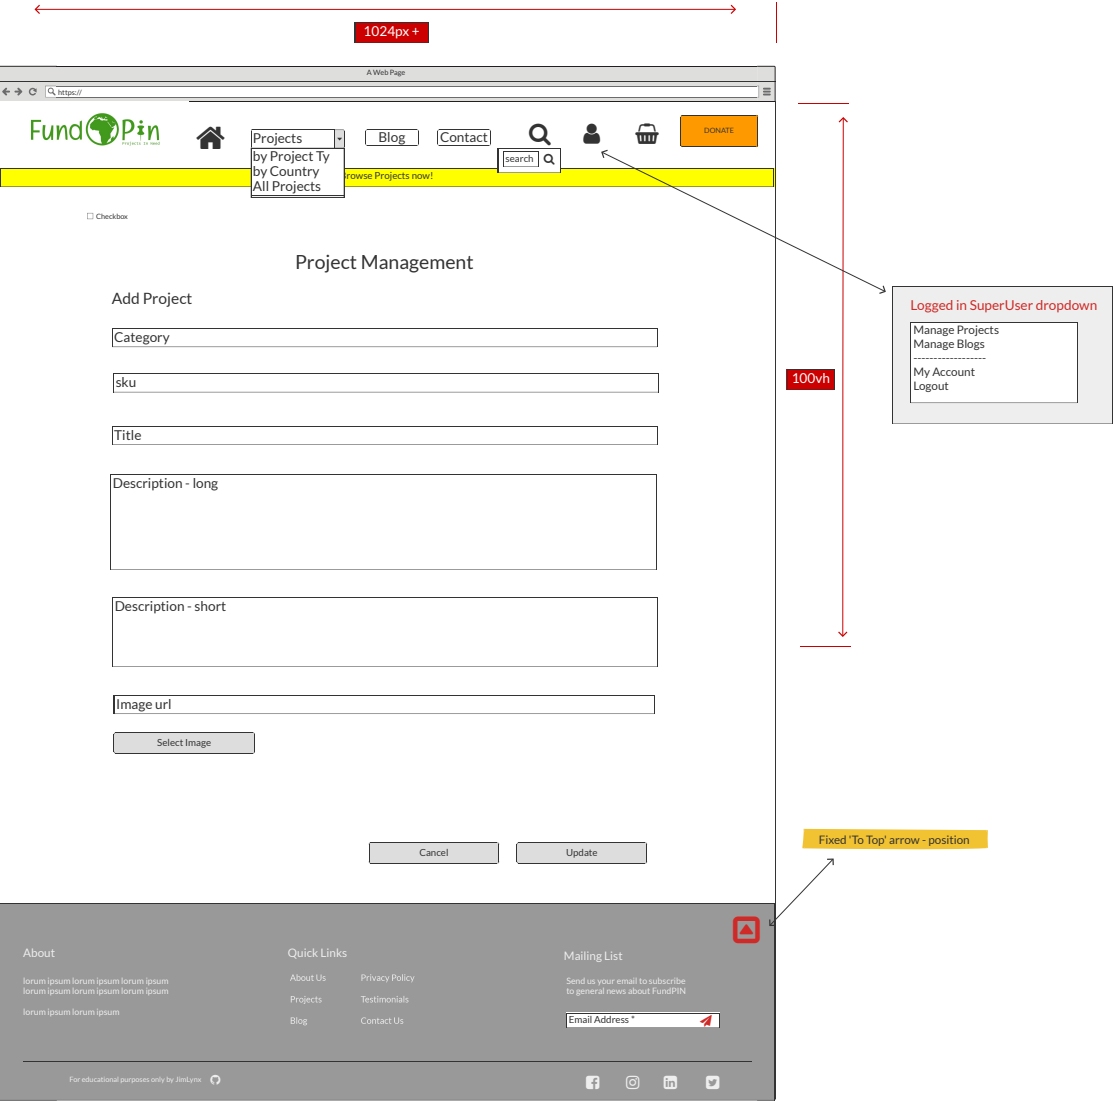 1024px +
A Web Page
https://
Fund Pin
Projects in Need
Projects
Blog
Contact
DONATE
by Project Ty
by Country
All Projects
search
rowse Projects now!
Checkbox
Project Management
Add Project
Category
sku
Title
Description - long
Description - short
Image url
Select Image
Cancel
Update
Logged in SuperUser dropdown
Manage Projects
Manage Blogs
------------------
My Account
Logout
100vh
Fixed 'To Top' arrow - position
About
lorum ipsum lorum ipsum lorum ipsum
lorum ipsum lorum ipsum lorum ipsum
lorum ipsum lorum ipsum
Quick Links
About Us
Privacy Policy
Projects
Testimonials
Blog
Contact Us
Mailing List
Send us your email to subscribe
to general news about FundPIN
Email Address *
For educational purposes only by JimLynx